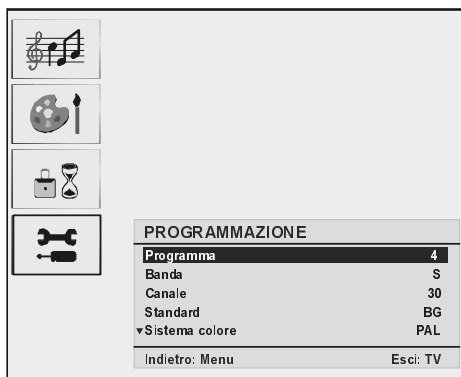 PROGRAMMAZIONE
Programma 4
Banda S
Canale 30
Standard BG
▼Sistema colore PAL
Indietro: Menu Esci: TV